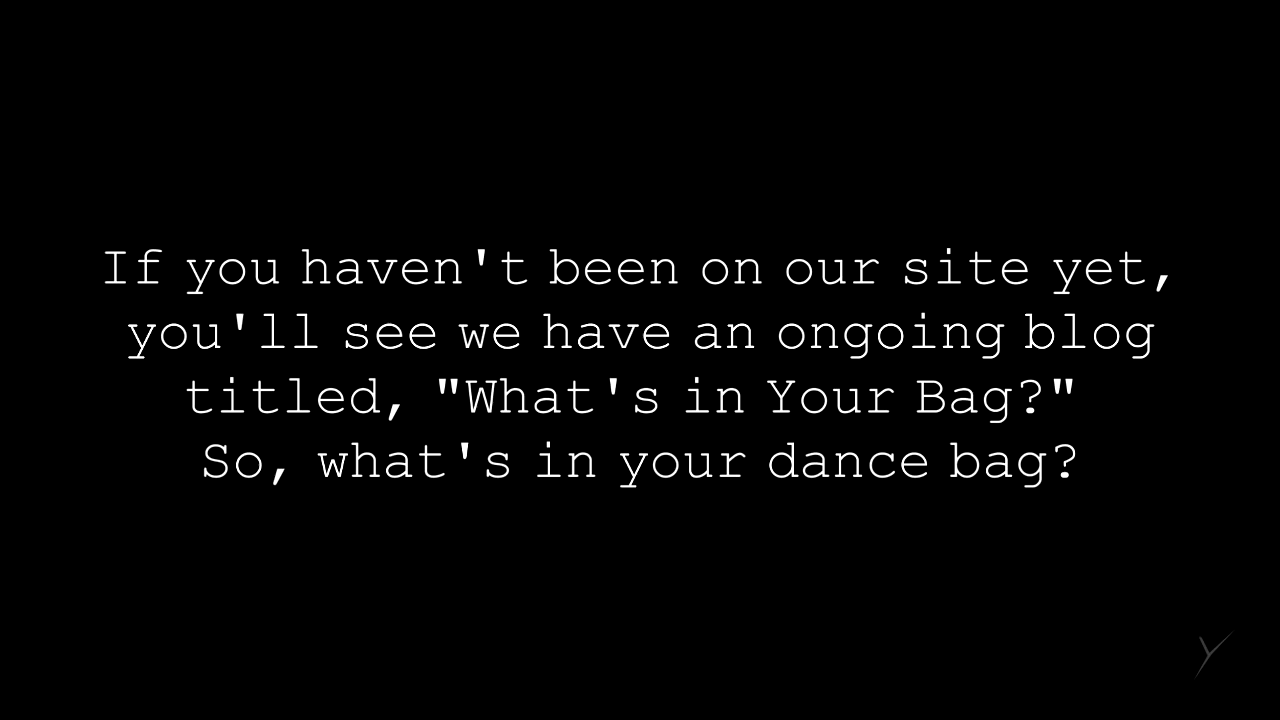 If you haven't been on our site yet,
you'll see we have an ongoing blog
titled, "What's in Your Bag?"
So, what's in your dance bag?
Y